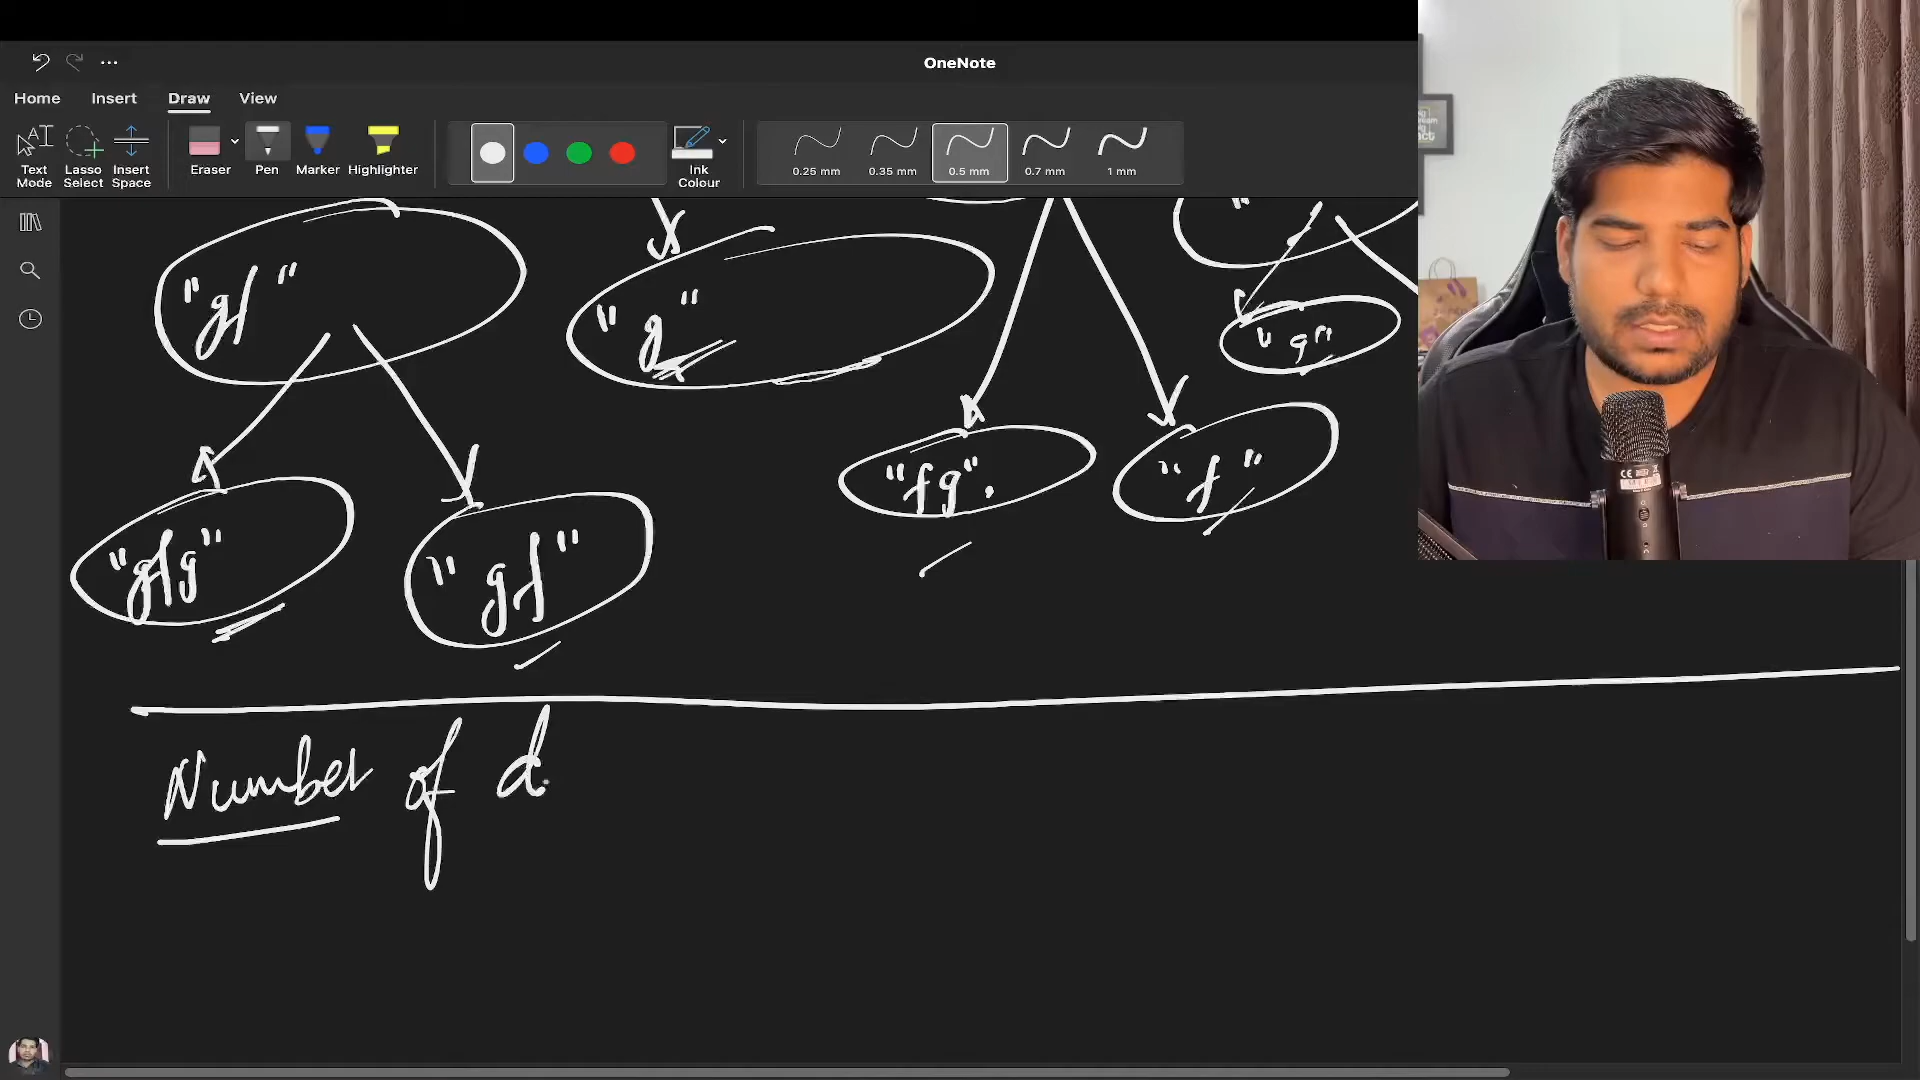 OneNote
Home Insert Draw View
Text Mode
Lasso Select
Insert Space
Eraser
Pen
Marker
Highlighter
Ink Colour
0.25 mm
0.35 mm
0.5 mm
0.7 mm
1 mm
"gf"
"g"
"g"
"fg".
"f"
"gfg"
"gf"
Number of d